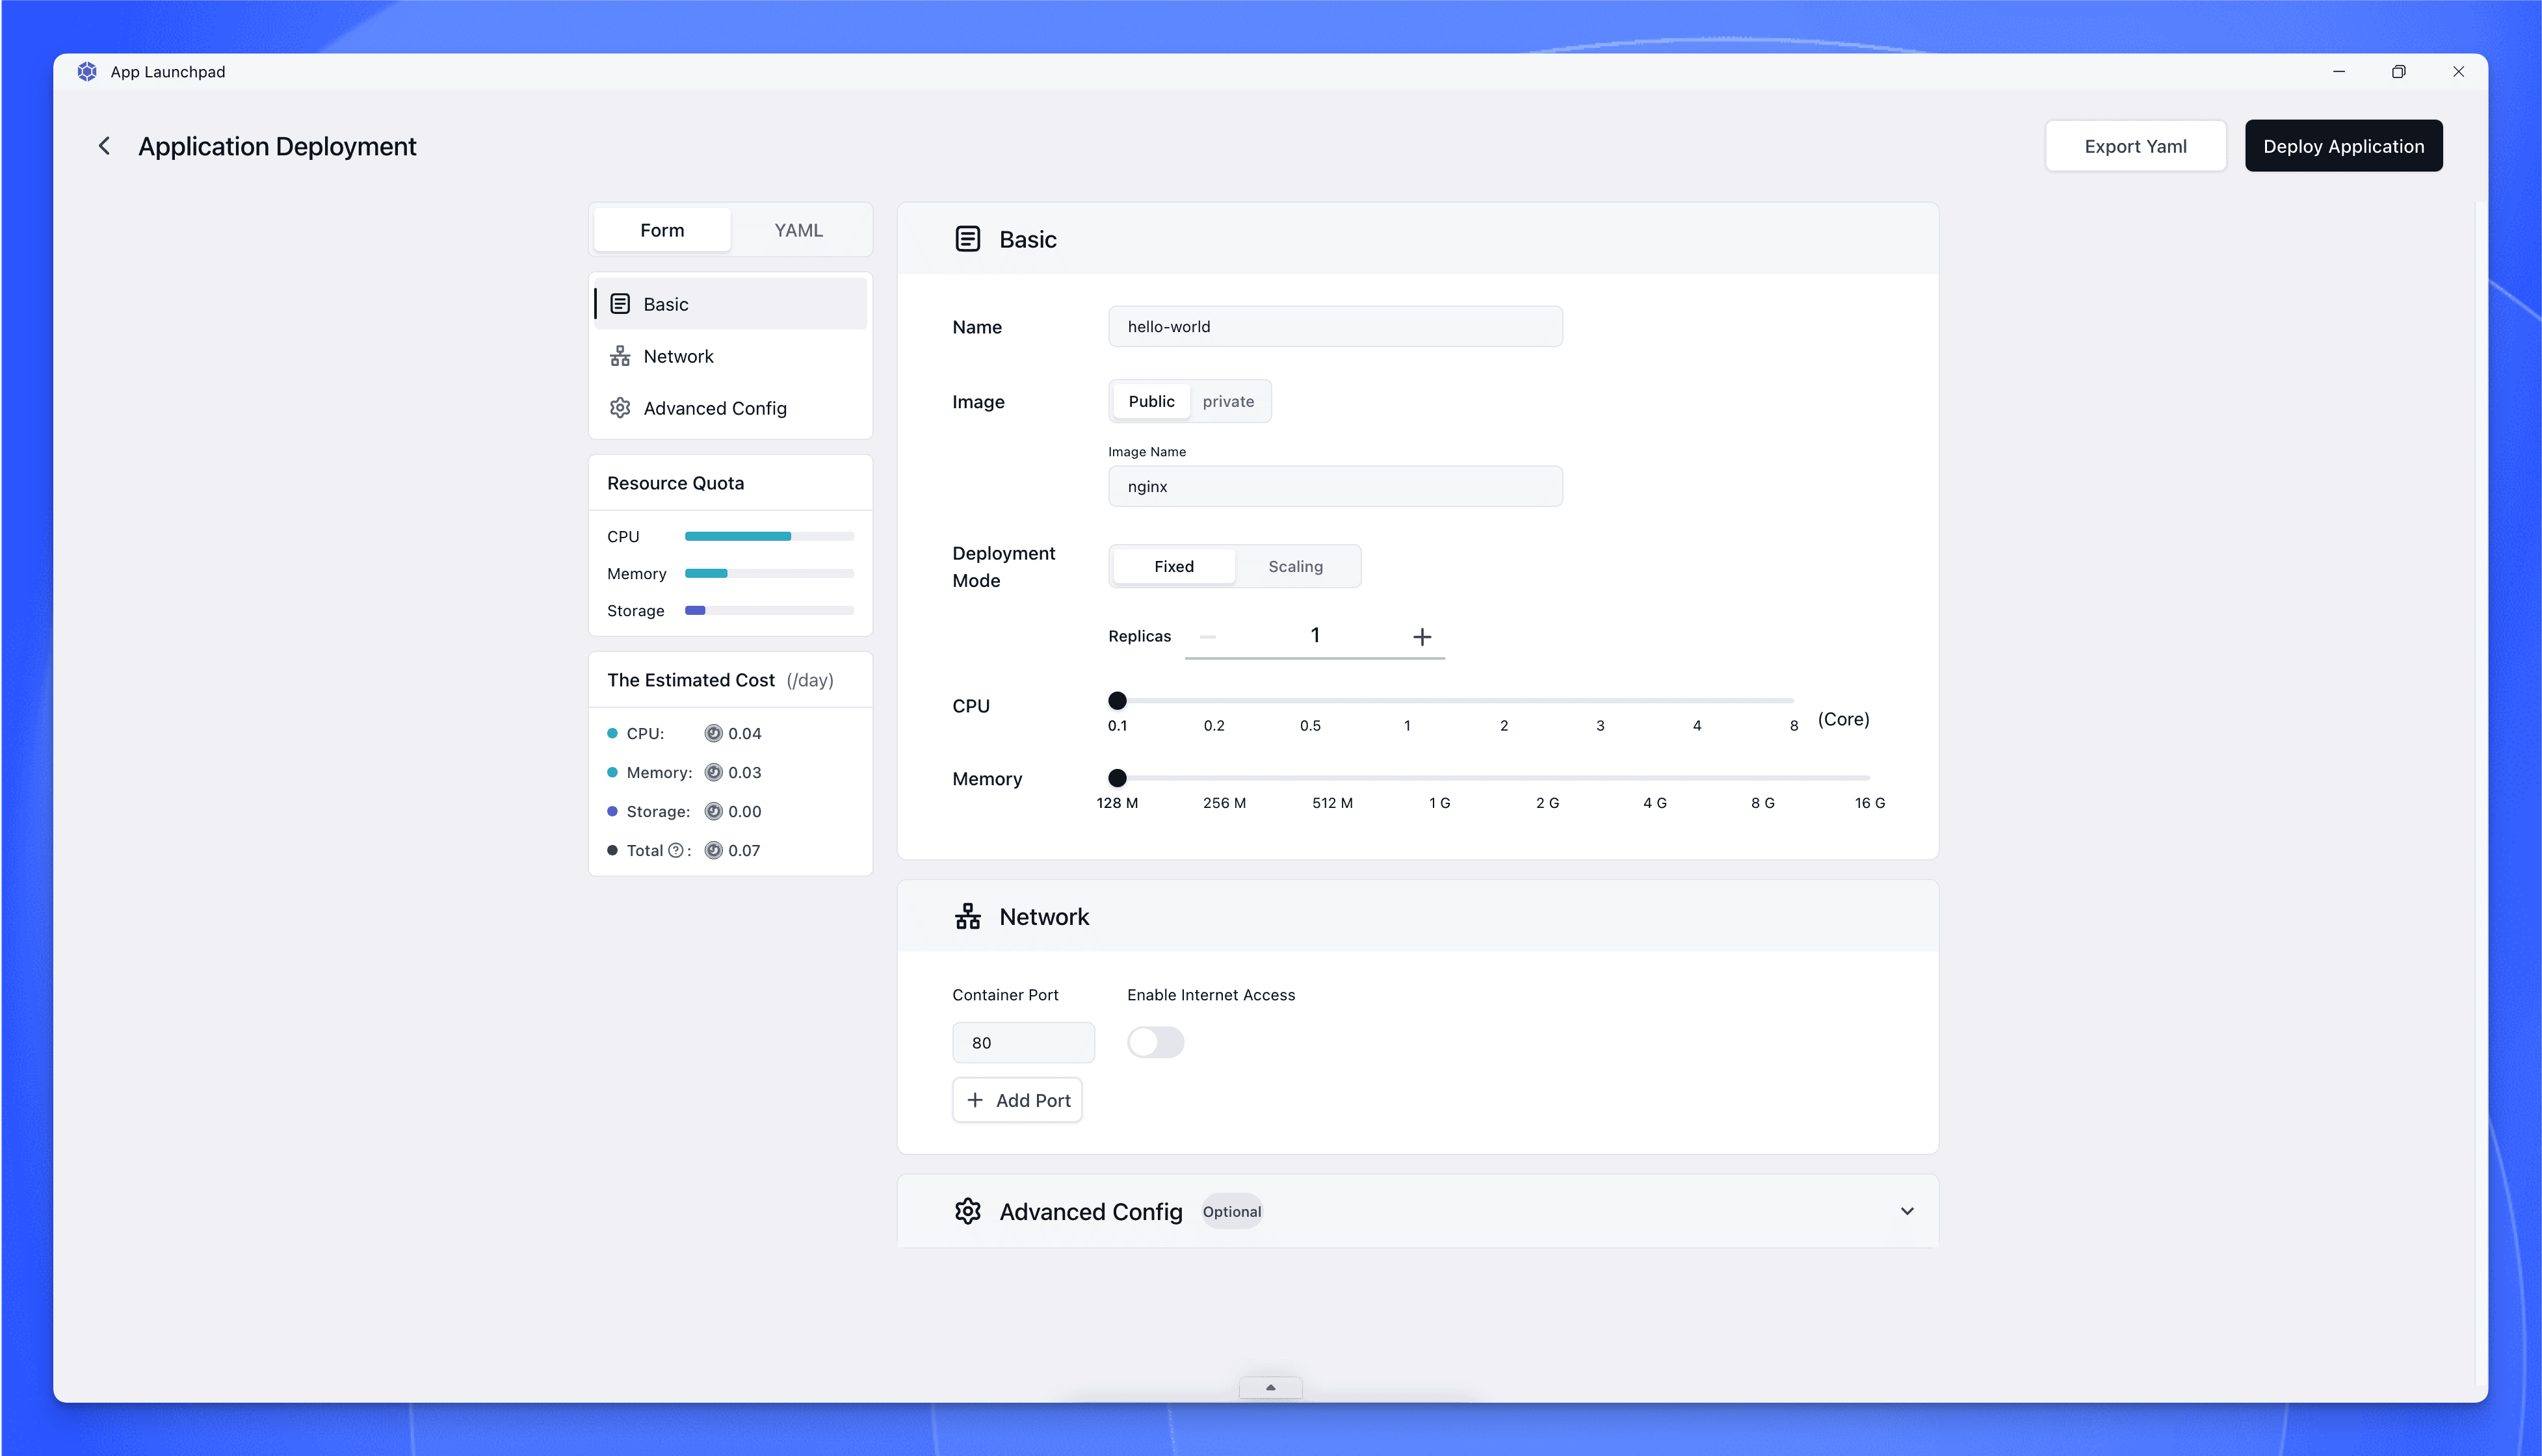 App Launchpad
Application Deployment
Export Yaml
Deploy Application
Form
YAML
Basic
Network
Advanced Config
Resource Quota
CPU
Memory
Storage
The Estimated Cost (/day)
CPU: 0.04
Memory: 0.03
Storage: 0.00
Total ? : 0.07
Basic
Name
hello-world
Image
Public
private
Image Name
nginx
Deployment
Mode
Fixed
Scaling
Replicas
1
CPU
0.1 0.2 0.5 1 2 3 4 8 (Core)
Memory
128 M 256 M 512 M 1 G 2 G 4 G 8 G 16 G
Network
Container Port
Enable Internet Access
80
Add Port
Advanced Config
Optional